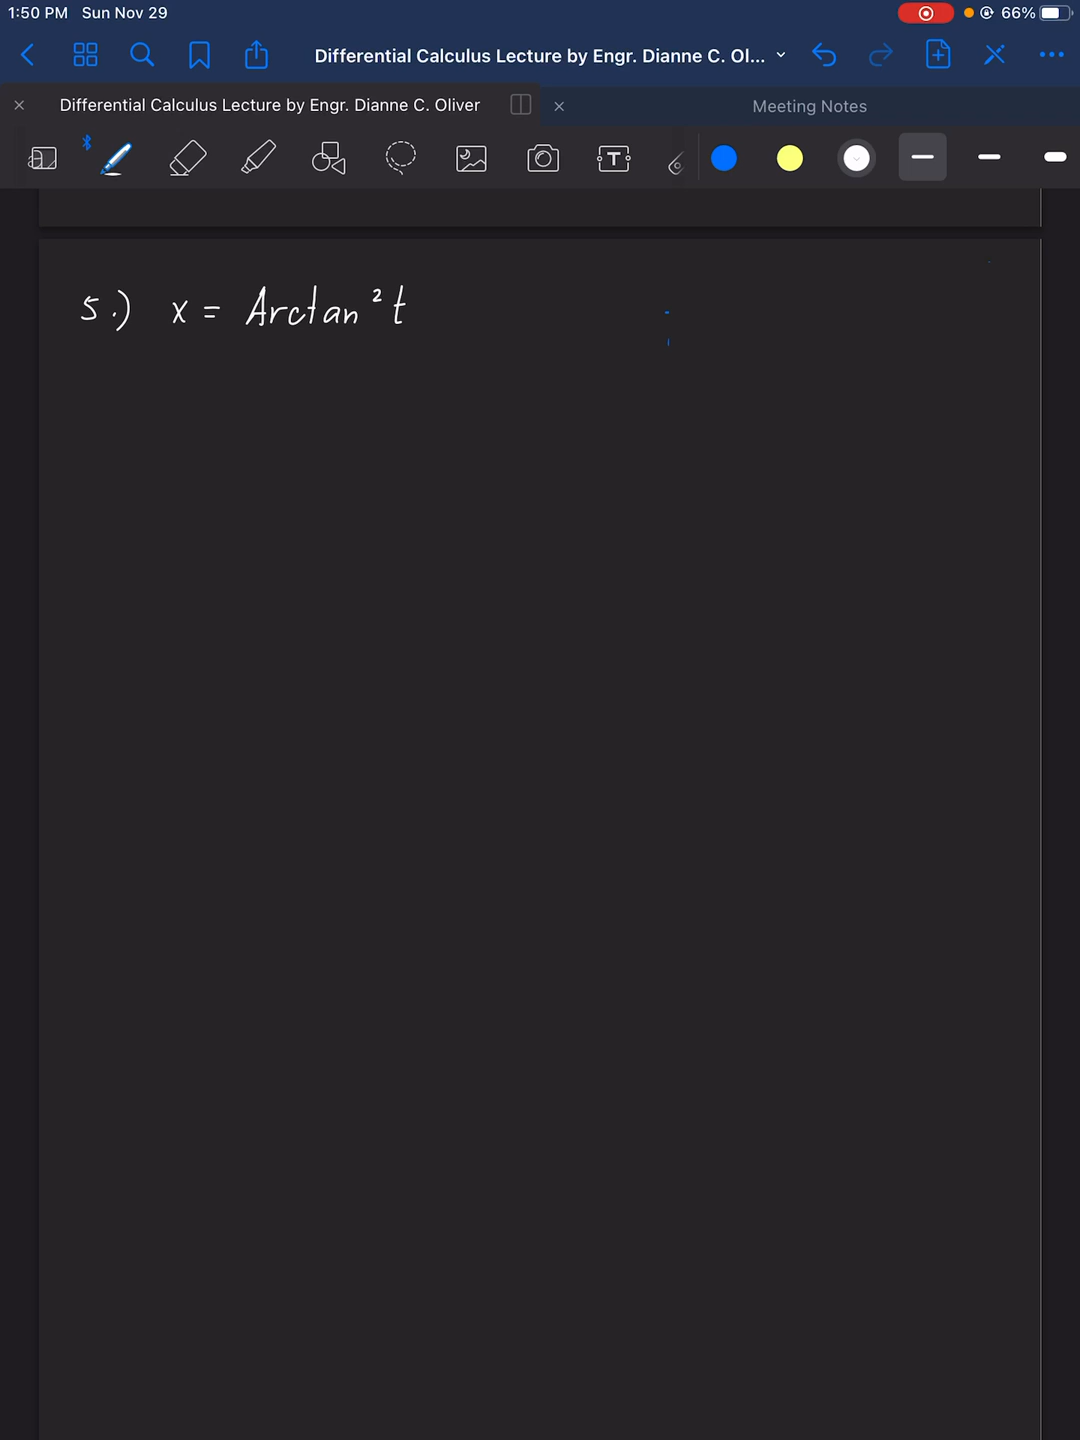 1:50 PM Sun Nov 29 66%
Differential Calculus Lecture by Engr. Dianne C. Ol...
Differential Calculus Lecture by Engr. Dianne C. Oliver Meeting Notes
T
5.) x = Arctan² t